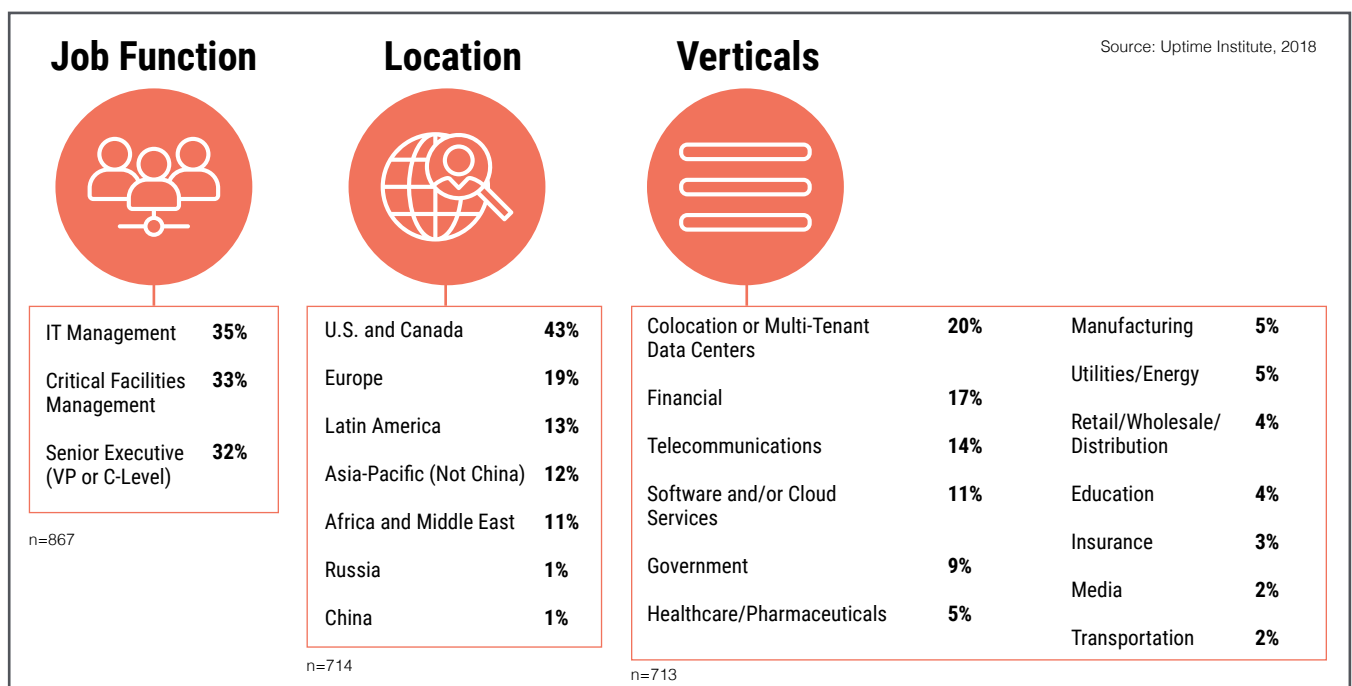 Job Function
Location
Verticals
Source: Uptime Institute, 2018
IT Management 35%
Critical Facilities 33%
Management
Senior Executive 32%
(VP or C-Level)
n=867
U.S. and Canada 43%
Europe 19%
Latin America 13%
Asia-Pacific (Not China) 12%
Africa and Middle East 11%
Russia 1%
China 1%
n=714
Colocation or Multi-Tenant 20%
Data Centers
Financial 17%
Telecommunications 14%
Software and/or Cloud 11%
Services
Government 9%
Healthcare/Pharmaceuticals 5%
Manufacturing 5%
Utilities/Energy 5%
Retail/Wholesale/ 4%
Distribution
Education 4%
Insurance 3%
Media 2%
Transportation 2%
n=713